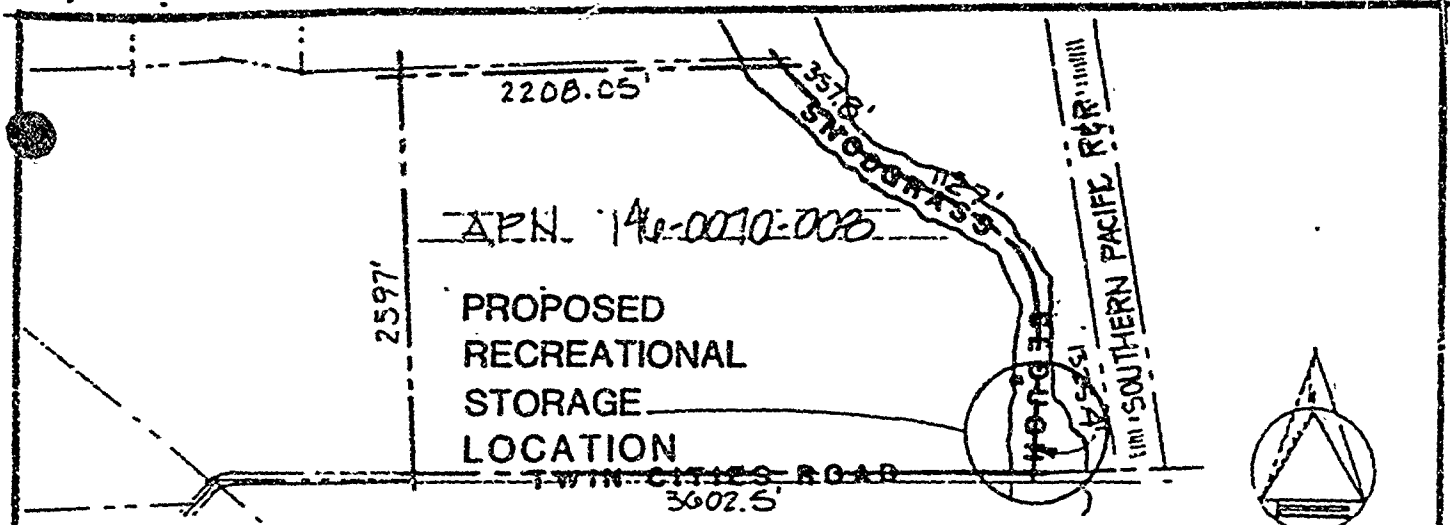 2208.05'
357.8'
SNODGRASS
112.7'
SOUTHERN PACIFIC R&R
APN. 146-0070-008
2597'
PROPOSED
RECREATIONAL
STORAGE
LOCATION
TWIN CITIES ROAD
3602.5'